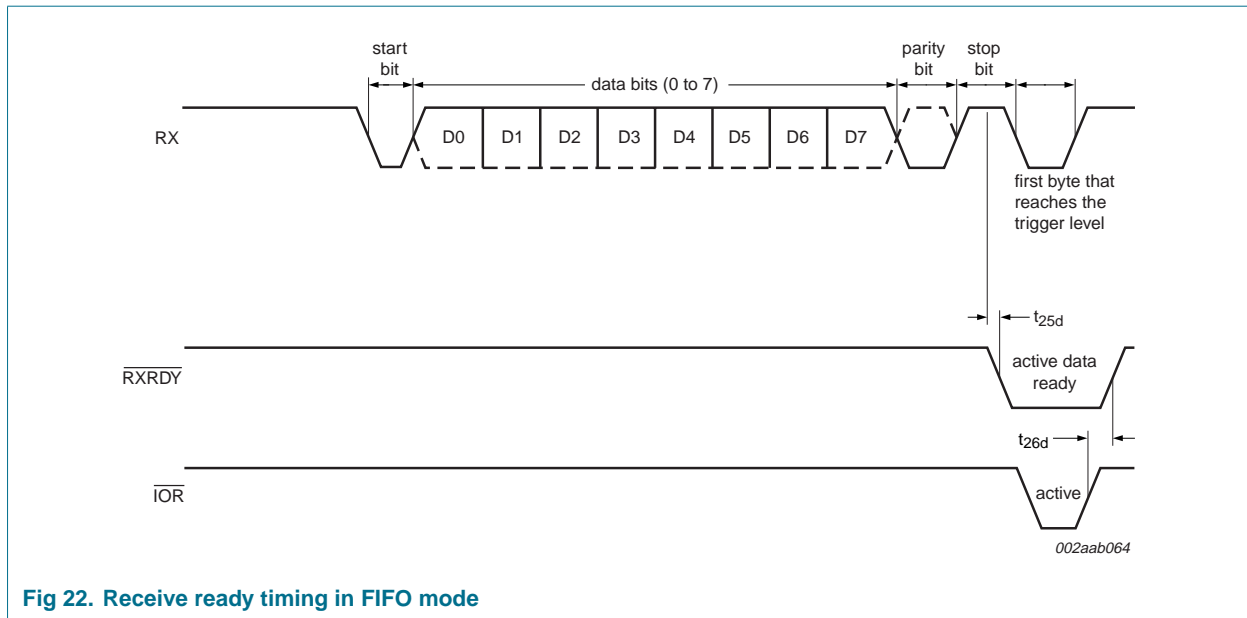 start
bit
data bits (0 to 7)
parity
bit
stop
bit
RX
D0 D1 D2 D3 D4 D5 D6 D7
first byte that
reaches the
trigger level
t25d
RXRDY
active data
ready
t26d
IOR
active
002aab064
Fig 22. Receive ready timing in FIFO mode